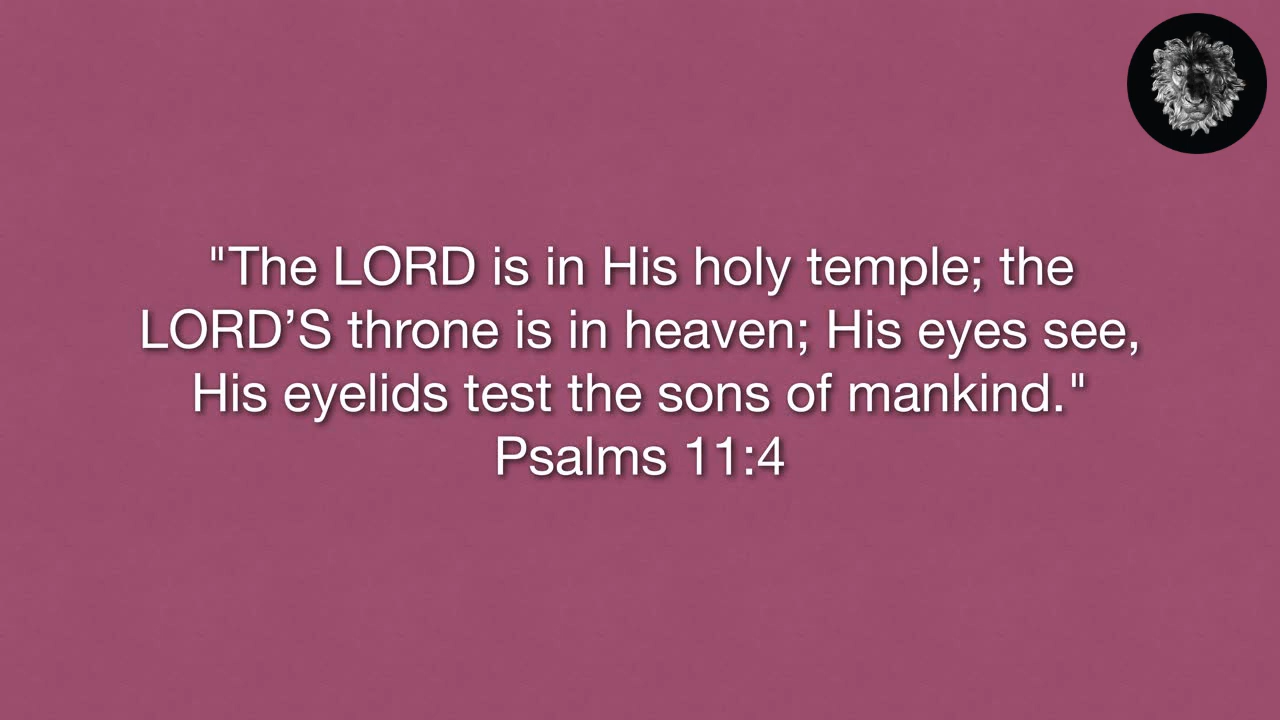 "The LORD is in His holy temple; the
LORD’S throne is in heaven; His eyes see,
His eyelids test the sons of mankind."
Psalms 11:4